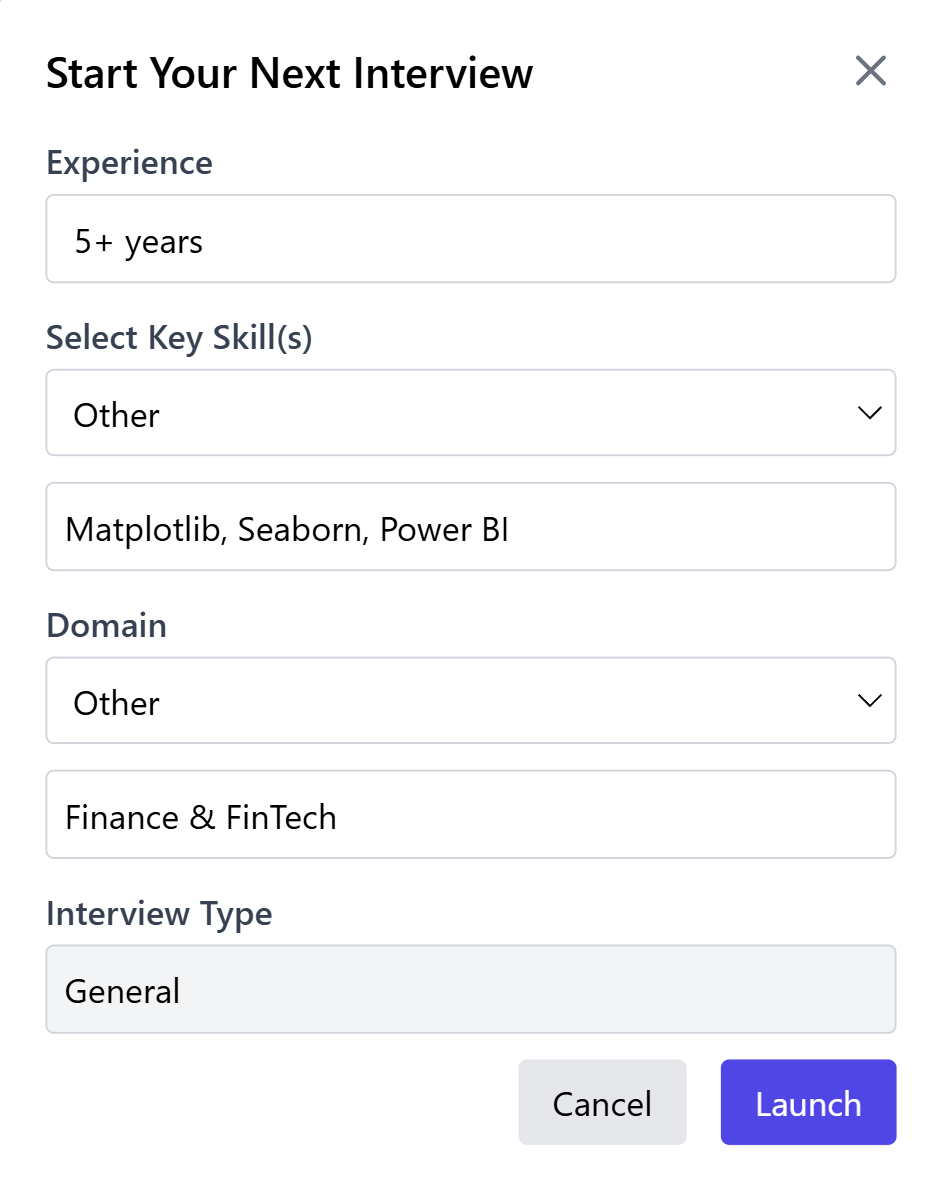 Start Your Next Interview
Experience
5+ years
Select Key Skill(s)
Other
Matplotlib, Seaborn, Power BI
Domain
Other
Finance & FinTech
Interview Type
General
Cancel Launch